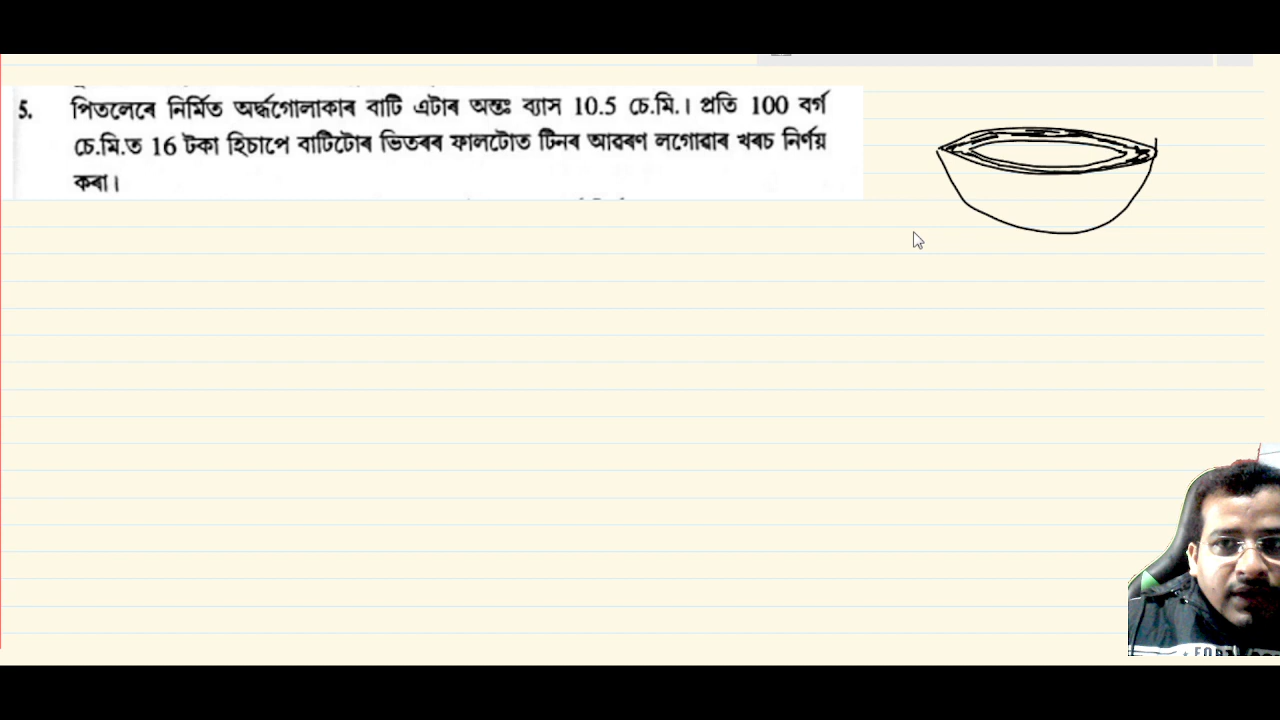 5. পিতলেৰে নিৰ্মিত অৰ্দ্ধগোলাকাৰ বাটি এটাৰ অন্তঃ ব্যাস 10.5 চে.মি.। প্ৰতি 100 বৰ্গ
চে.মি.ত 16 টকা হিচাপে বাটিটোৰ ভিতৰৰ ফালটোত টিনৰ আৱৰণ লগোৱাৰ খৰচ নিৰ্ণয়
কৰা।